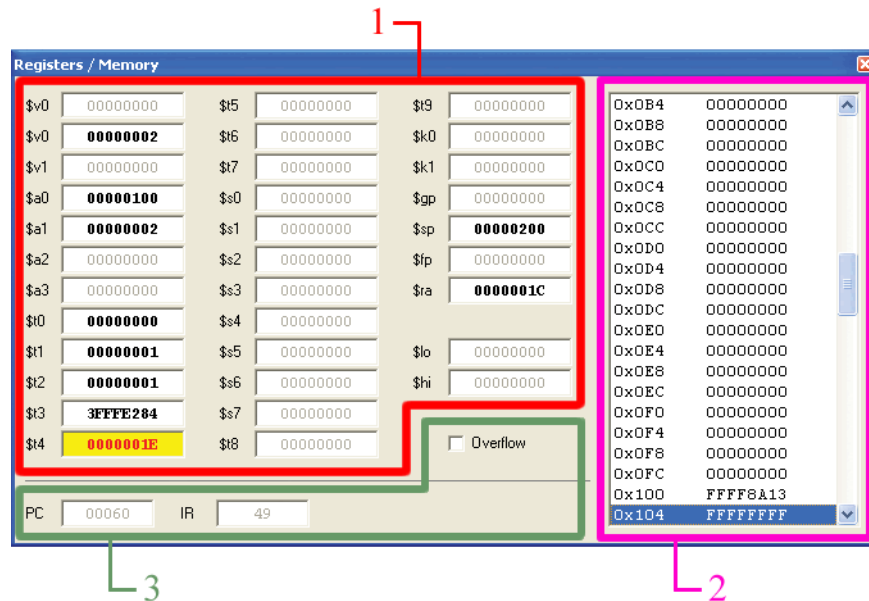 1
Registers / Memory
$v0 00000000 $t5 00000000 $t9 00000000
$v0 00000002 $t6 00000000 $k0 00000000
$v1 00000000 $t7 00000000 $k1 00000000
$a0 00000100 $s0 00000000 $gp 00000000
$a1 00000002 $s1 00000000 $sp 00000200
$a2 00000000 $s2 00000000 $fp 00000000
$a3 00000000 $s3 00000000 $ra 0000001C
$t0 00000000 $s4 00000000
$t1 00000001 $s5 00000000 $lo 00000000
$t2 00000001 $s6 00000000 $hi 00000000
$t3 3FFFE284 $s7 00000000
$t4 0000001E $t8 00000000 Overflow
PC 00060 IR 49
0x0B4 00000000
0x0B8 00000000
0x0BC 00000000
0x0C0 00000000
0x0C4 00000000
0x0C8 00000000
0x0CC 00000000
0x0D0 00000000
0x0D4 00000000
0x0D8 00000000
0x0DC 00000000
0x0E0 00000000
0x0E4 00000000
0x0E8 00000000
0x0EC 00000000
0x0F0 00000000
0x0F4 00000000
0x0F8 00000000
0x0FC 00000000
0x100 FFFF8A13
0x104 FFFFFFFF
3
2